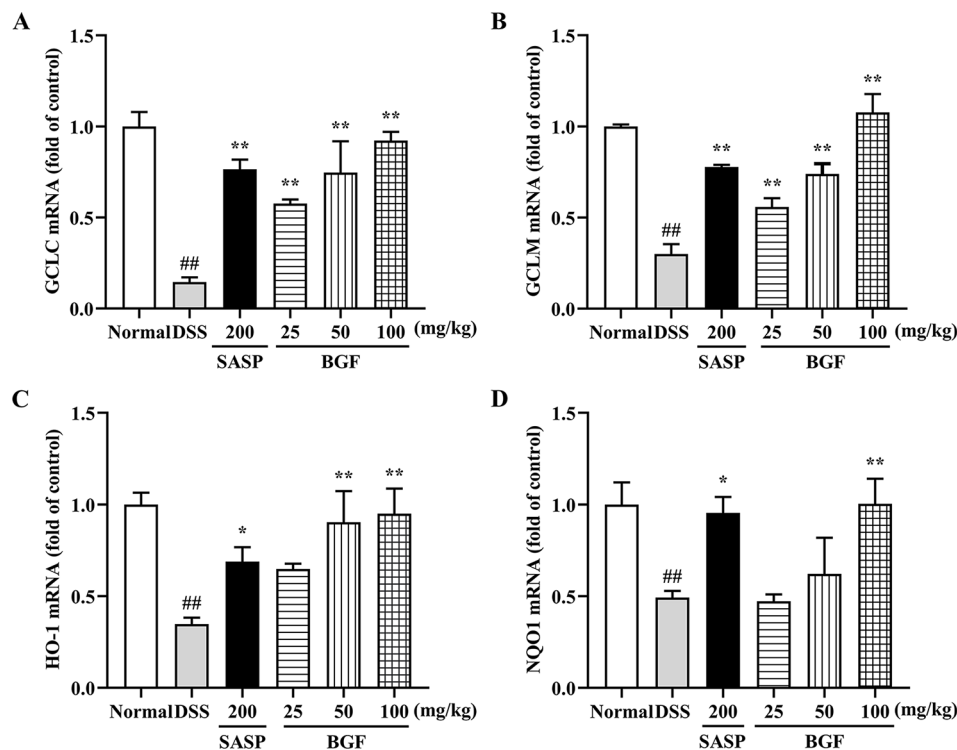 A
GCLC mRNA (fold of control)
1.5
1.0
0.5
0.0
##
**
**
**
**
Normal DSS 200 25 50 100 (mg/kg)
SASP BGF
B
GCLM mRNA (fold of control)
1.5
1.0
0.5
0.0
##
**
**
**
**
Normal DSS 200 25 50 100 (mg/kg)
SASP BGF
C
HO-1 mRNA (fold of control)
1.5
1.0
0.5
0.0
##
*
**
**
Normal DSS 200 25 50 100 (mg/kg)
SASP BGF
D
NQO1 mRNA (fold of control)
1.5
1.0
0.5
0.0
##
*
**
Normal DSS 200 25 50 100 (mg/kg)
SASP BGF